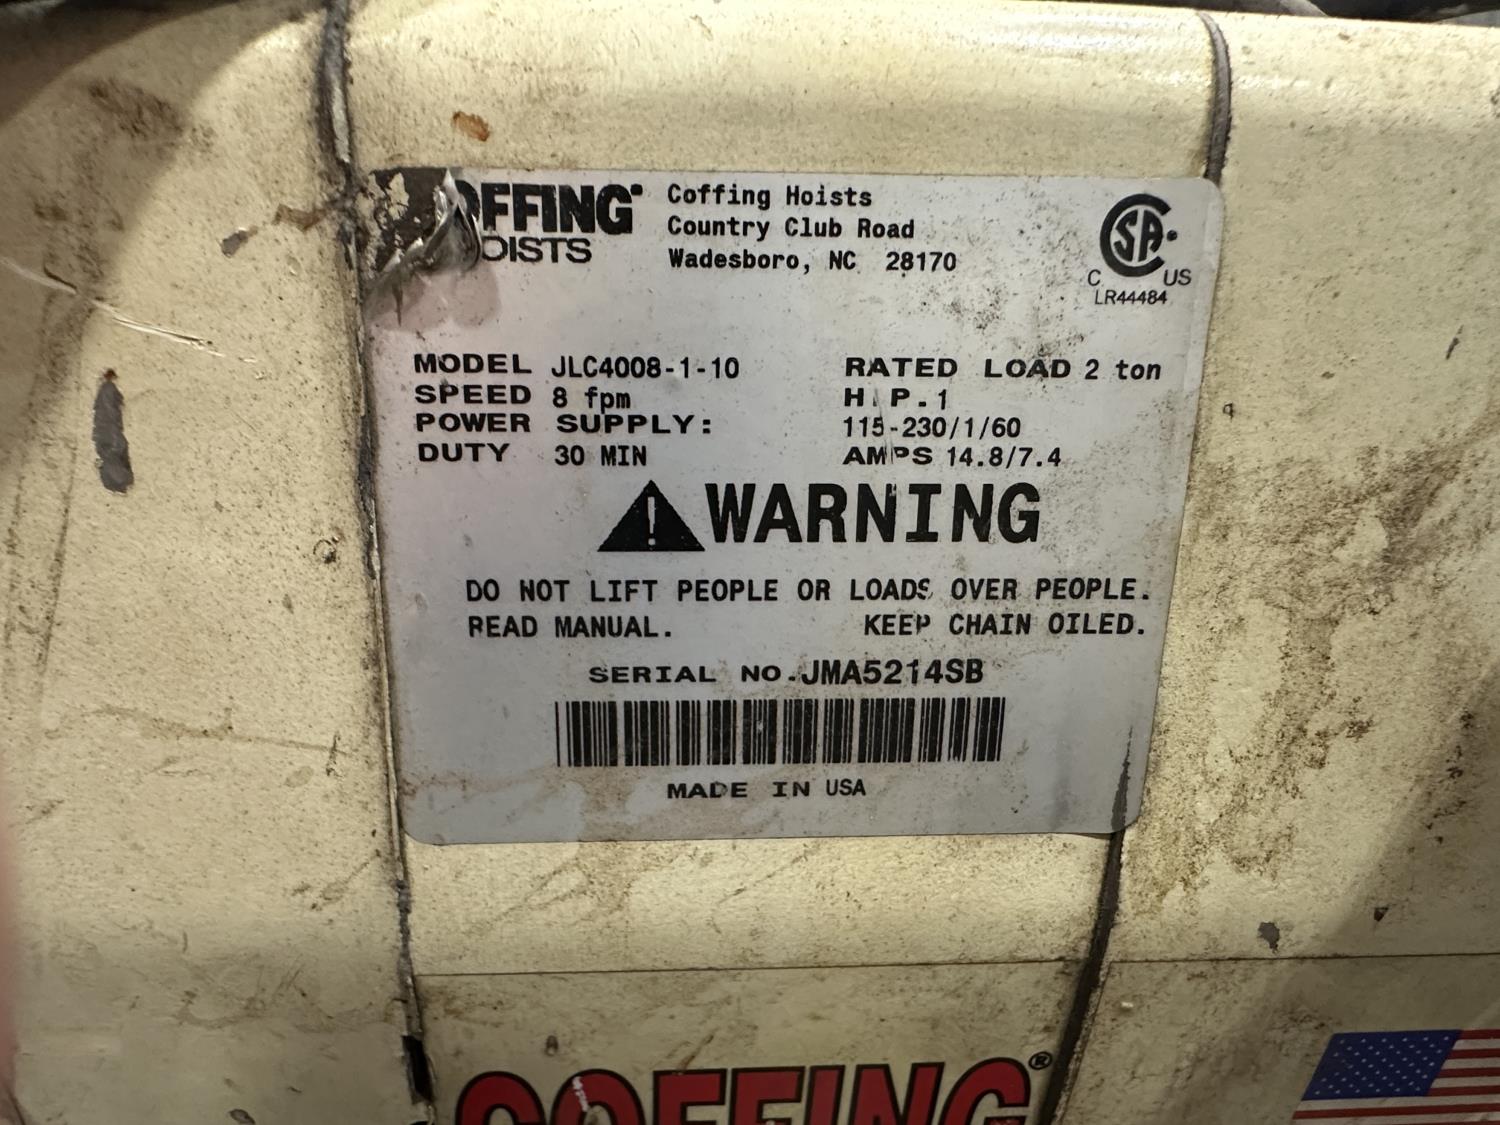 COFFING®
HOISTS
Coffing Hoists
Country Club Road
Wadesboro, NC 28170
CSA
C US
LR44484
MODEL JLC4008-1-10 RATED LOAD 2 ton
SPEED 8 fpm H.P. 1
POWER SUPPLY: 115-230/1/60
DUTY 30 MIN AMPS 14.8/7.4
WARNING
DO NOT LIFT PEOPLE OR LOADS OVER PEOPLE.
READ MANUAL. KEEP CHAIN OILED.
SERIAL NO. JMA5214SB
MADE IN USA
COFFING®